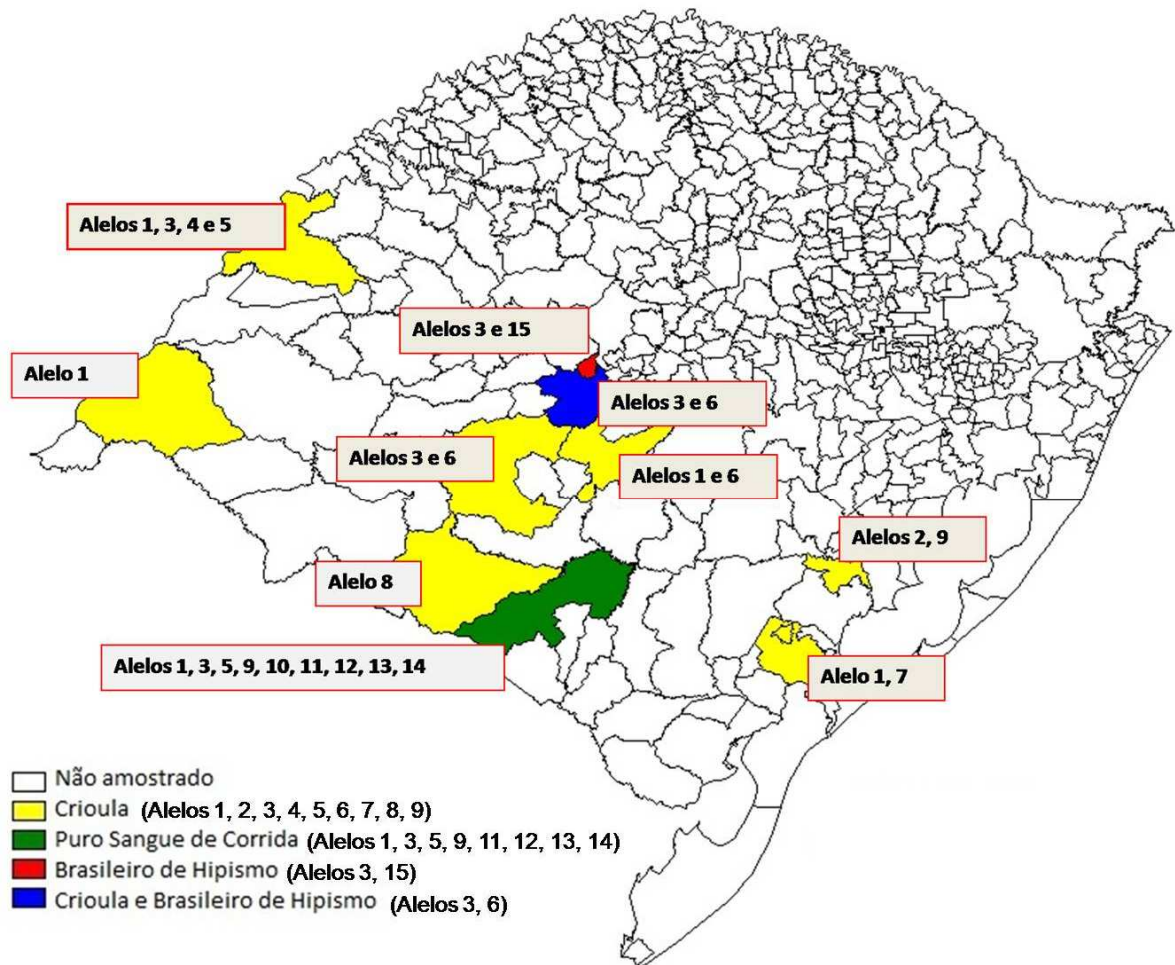 Alelos 1, 3, 4 e 5
Alelos 3 e 15
Alelo 1
Alelos 3 e 6
Alelos 3 e 6
Alelos 1 e 6
Alelos 2, 9
Alelo 8
Alelos 1, 3, 5, 9, 10, 11, 12, 13, 14
Alelo 1, 7
Não amostrado
Crioula (Alelos 1, 2, 3, 4, 5, 6, 7, 8, 9)
Puro Sangue de Corrida (Alelos 1, 3, 5, 9, 11, 12, 13, 14)
Brasileiro de Hipismo (Alelos 3, 15)
Crioula e Brasileiro de Hipismo (Alelos 3, 6)